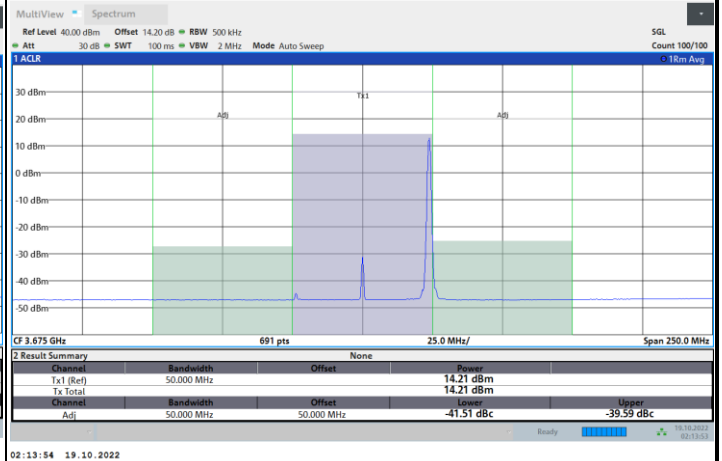 MultiView Spectrum
Ref Level 40.00 dBm Offset 14.20 dB RBW 500 kHz SGL
Att 30 dB SWT 100 ms VBW 2 MHz Mode Auto Sweep Count 100/100
1 ACLR 1Rm Avg
30 dBm
Tx1
20 dBm
Adj Adj
10 dBm
0 dBm
-10 dBm
-20 dBm
-30 dBm
-40 dBm
-50 dBm
CF 3.675 GHz 691 pts 25.0 MHz/ Span 250.0 MHz
2 Result Summary None
Channel Bandwidth Offset Power
Tx1 (Ref) 50.000 MHz 14.21 dBm
Tx Total 14.21 dBm
Channel Bandwidth Offset Lower Upper
Adj 50.000 MHz 50.000 MHz -41.51 dBc -39.59 dBc
Ready 19.10.2022
02:13:53
02:13:54 19.10.2022